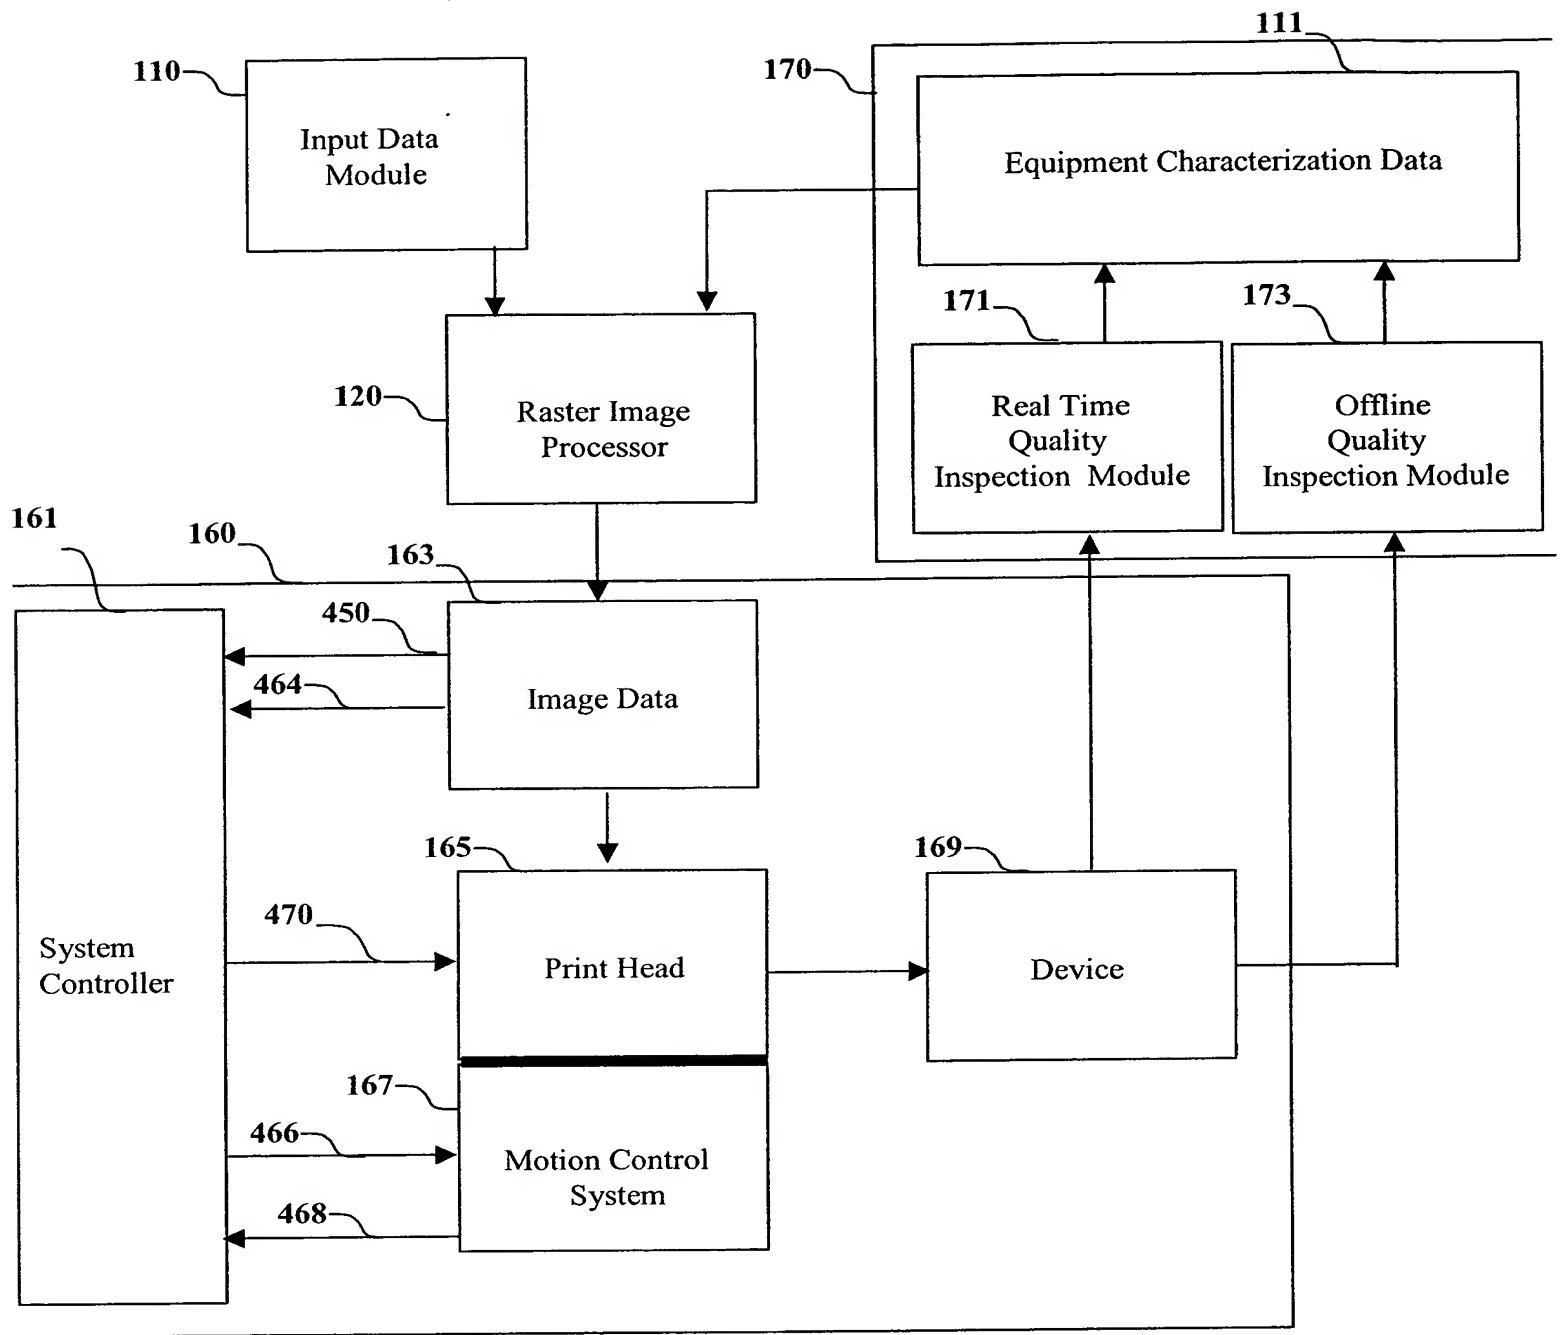 111
110
170
Input Data
Module
Equipment Characterization Data
171
173
120
Raster Image
Processor
Real Time
Quality
Inspection Module
Offline
Quality
Inspection Module
161
160
163
450
464
Image Data
165
169
470
System
Controller
Print Head
Device
167
466
Motion Control
System
468